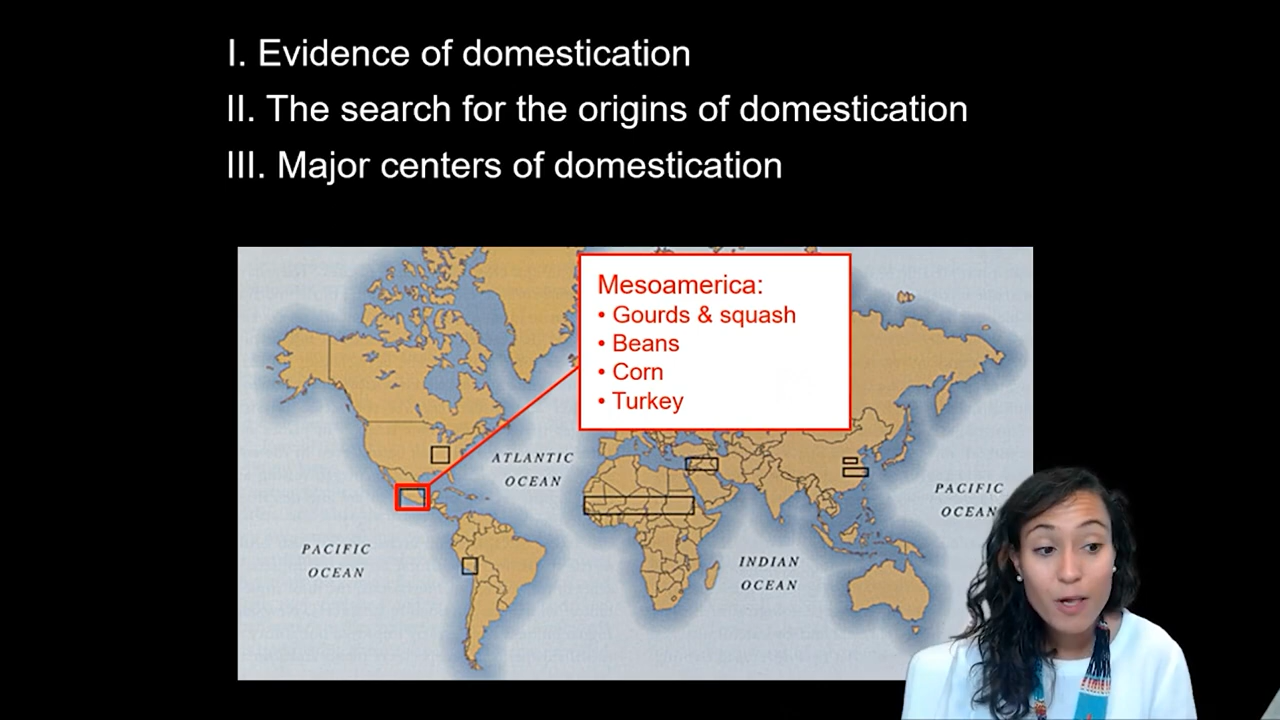 I. Evidence of domestication
II. The search for the origins of domestication
III. Major centers of domestication
Mesoamerica:
• Gourds & squash
• Beans
• Corn
• Turkey
ATLANTIC
OCEAN
PACIFIC
OCEAN
PACIFIC
OCEAN
INDIAN
OCEAN